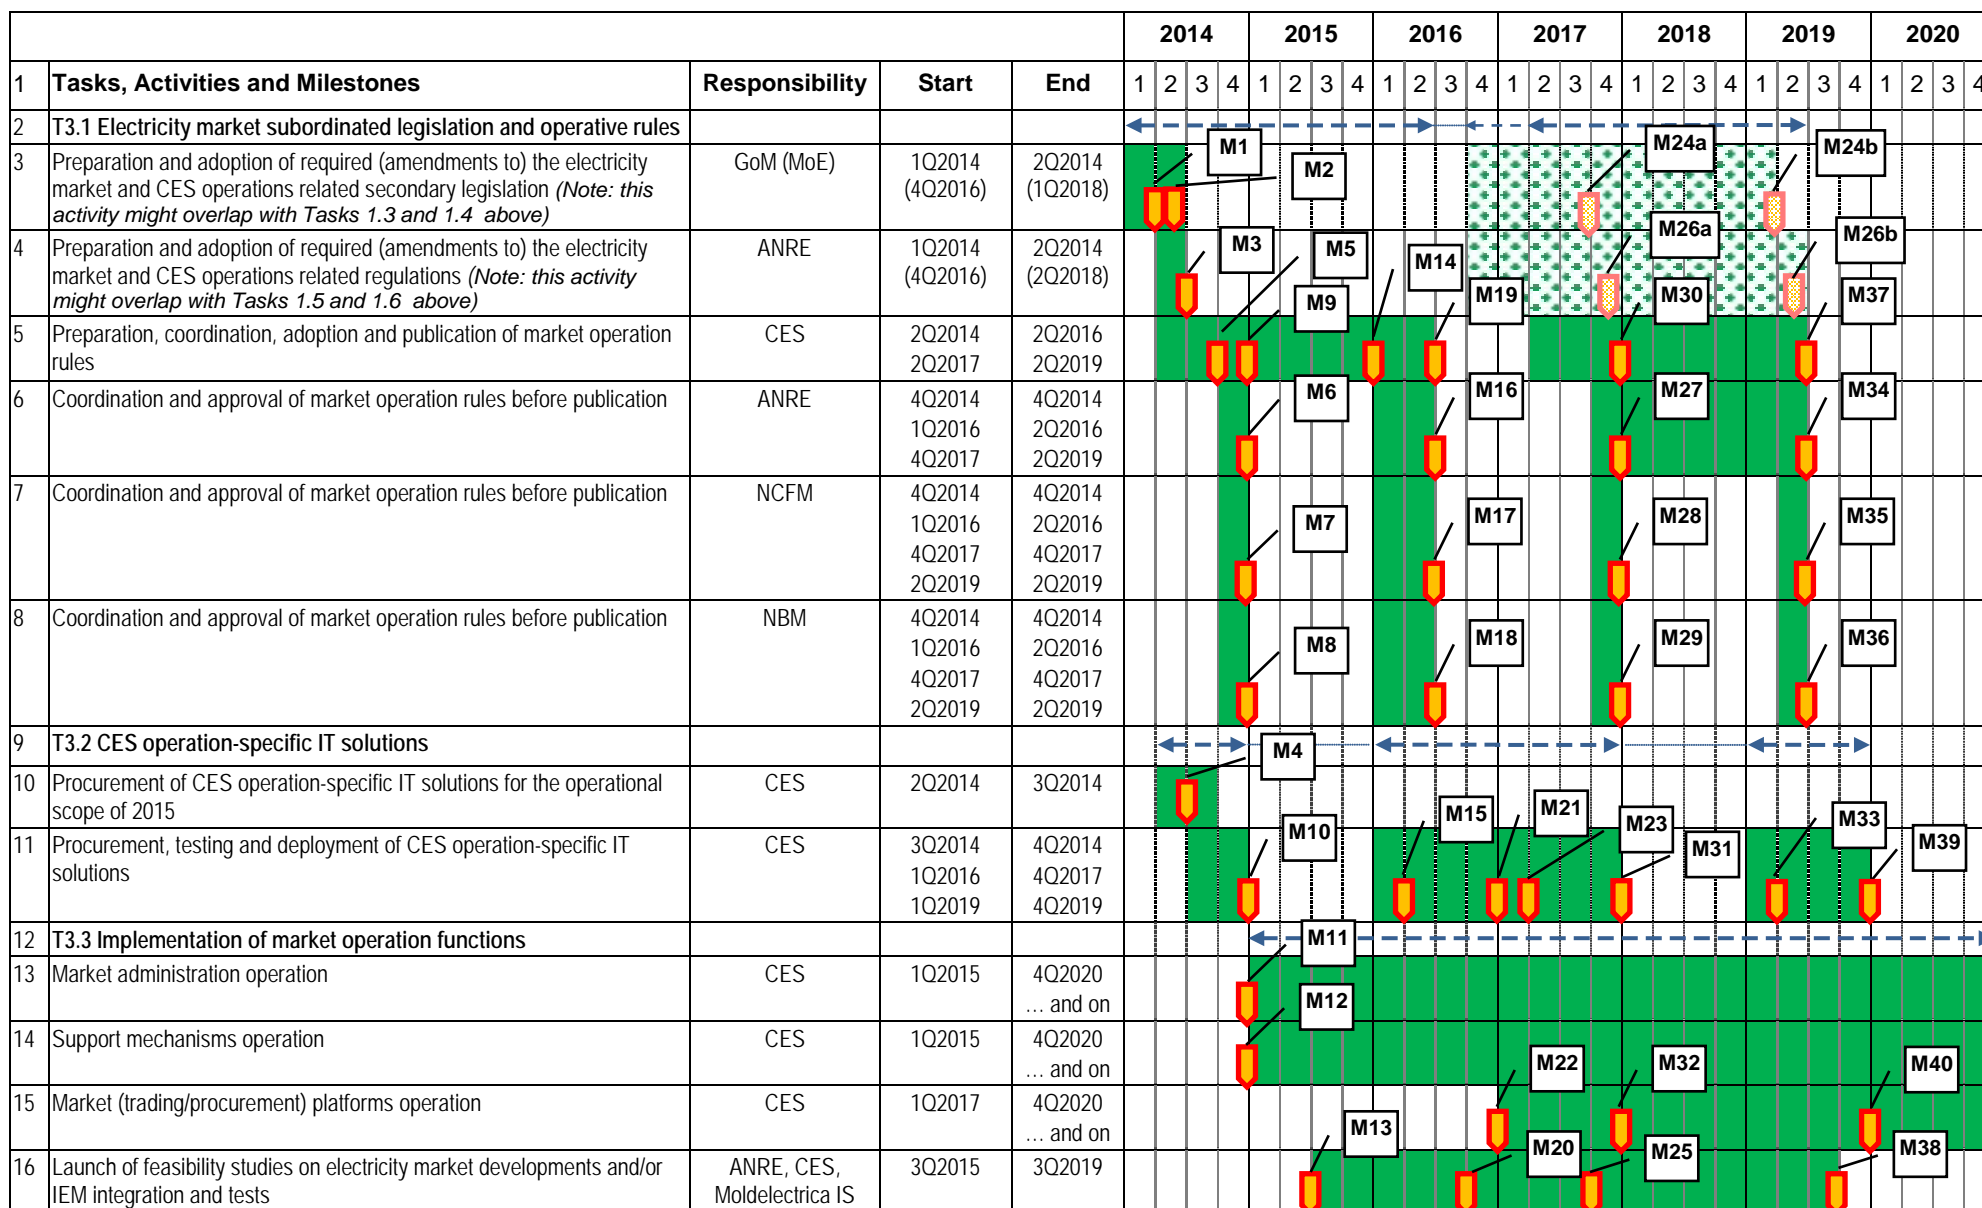 2014 2015 2016 2017 2018 2019 2020
1 Tasks, Activities and Milestones Responsibility Start End 1 2 3 4 1 2 3 4 1 2 3 4 1 2 3 4 1 2 3 4 1 2 3 4 1 2 3 4
2 T3.1 Electricity market subordinated legislation and operative rules
M1 M24a M24b
3 Preparation and adoption of required (amendments to) the electricity GoM (MoE) 1Q2014 2Q2014
market and CES operations related secondary legislation (Note: this (4Q2016) (1Q2018) M2
activity might overlap with Tasks 1.3 and 1.4 above)
M26a M26b
4 Preparation and adoption of required (amendments to) the electricity ANRE 1Q2014 2Q2014 M3 M5
market and CES operations related regulations (Note: this activity (4Q2016) (2Q2018) M14
might overlap with Tasks 1.5 and 1.6 above)
M9 M19 M30 M37
5 Preparation, coordination, adoption and publication of market operation CES 2Q2014 2Q2016
rules 2Q2017 2Q2019
6 Coordination and approval of market operation rules before publication ANRE 4Q2014 4Q2014 M6 M16 M27 M34
1Q2016 2Q2016
4Q2017 2Q2019
7 Coordination and approval of market operation rules before publication NCFM 4Q2014 4Q2014
1Q2016 2Q2016 M7 M17 M28 M35
4Q2017 4Q2017
2Q2019 2Q2019
8 Coordination and approval of market operation rules before publication NBM 4Q2014 4Q2014
1Q2016 2Q2016 M8 M18 M29 M36
4Q2017 4Q2017
2Q2019 2Q2019
9 T3.2 CES operation-specific IT solutions M4
10 Procurement of CES operation-specific IT solutions for the operational CES 2Q2014 3Q2014
scope of 2015 M15 M21 M23 M33
11 Procurement, testing and deployment of CES operation-specific IT CES 3Q2014 4Q2014 M10 M31 M39
solutions 1Q2016 4Q2017
1Q2019 4Q2019
12 T3.3 Implementation of market operation functions M11
13 Market administration operation CES 1Q2015 4Q2020
… and on M12
14 Support mechanisms operation CES 1Q2015 4Q2020
… and on M22 M32 M40
15 Market (trading/procurement) platforms operation CES 1Q2017 4Q2020
… and on M13 M20 M25 M38
16 Launch of feasibility studies on electricity market developments and/or ANRE, CES, 3Q2015 3Q2019
IEM integration and tests Moldelectrica IS